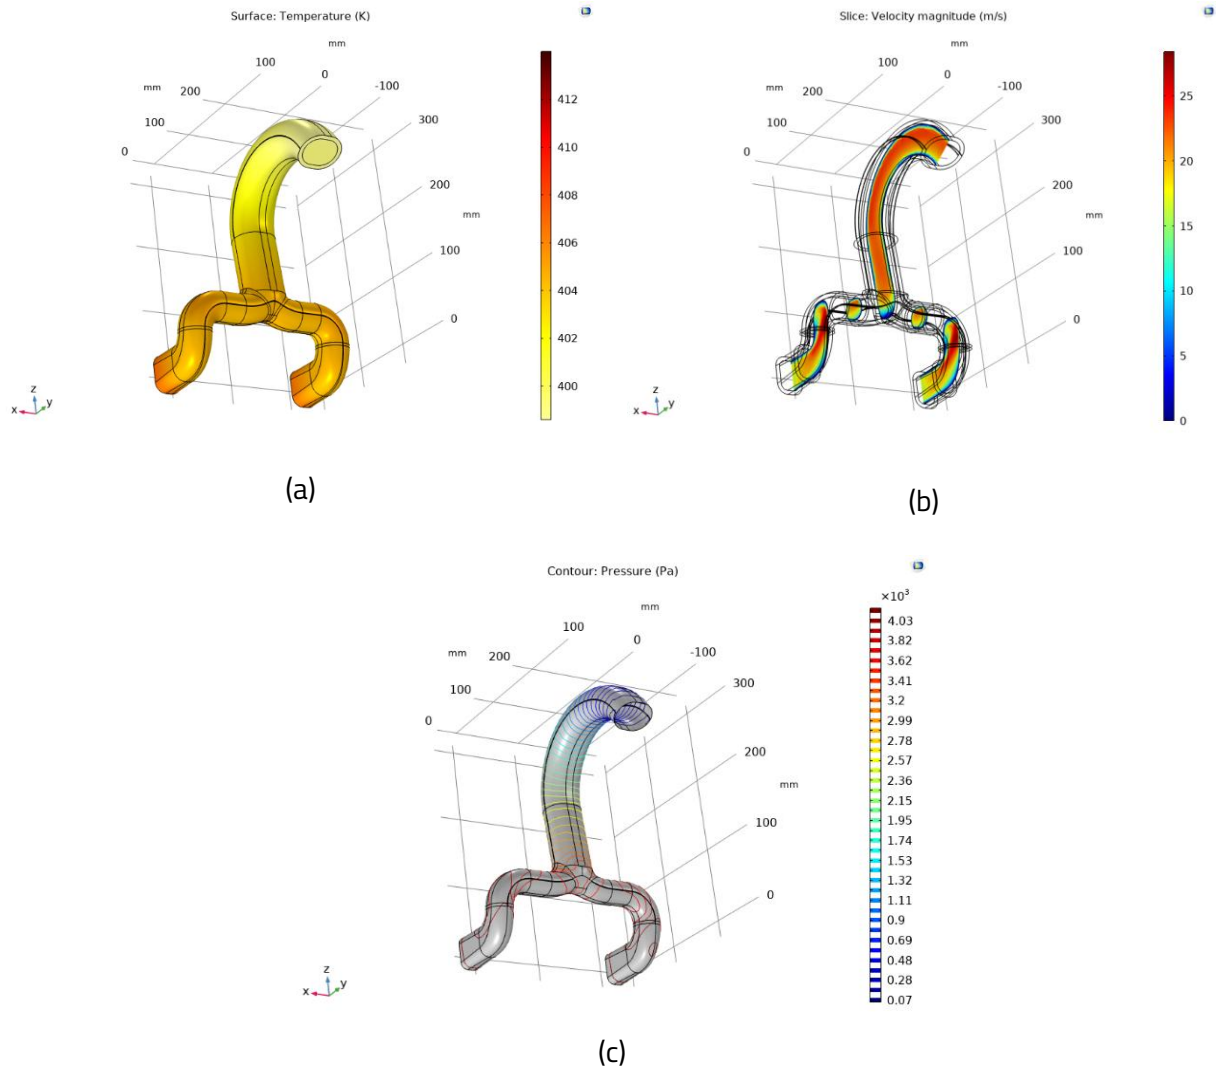 Surface: Temperature (K)
mm
100
0
mm
200
-100
100
300
0
200
mm
100
0
z
y
x
412
410
408
406
404
402
400
(a)
Slice: Velocity magnitude (m/s)
mm
100
0
mm
200
-100
100
300
0
200
mm
100
0
z
y
x
25
20
15
10
5
0
(b)
Contour: Pressure (Pa)
mm
100
0
mm
200
-100
100
300
0
200
mm
100
0
z
y
x
×10³
4.03
3.82
3.62
3.41
3.2
2.99
2.78
2.57
2.36
2.15
1.95
1.74
1.53
1.32
1.11
0.9
0.69
0.48
0.28
0.07
(c)